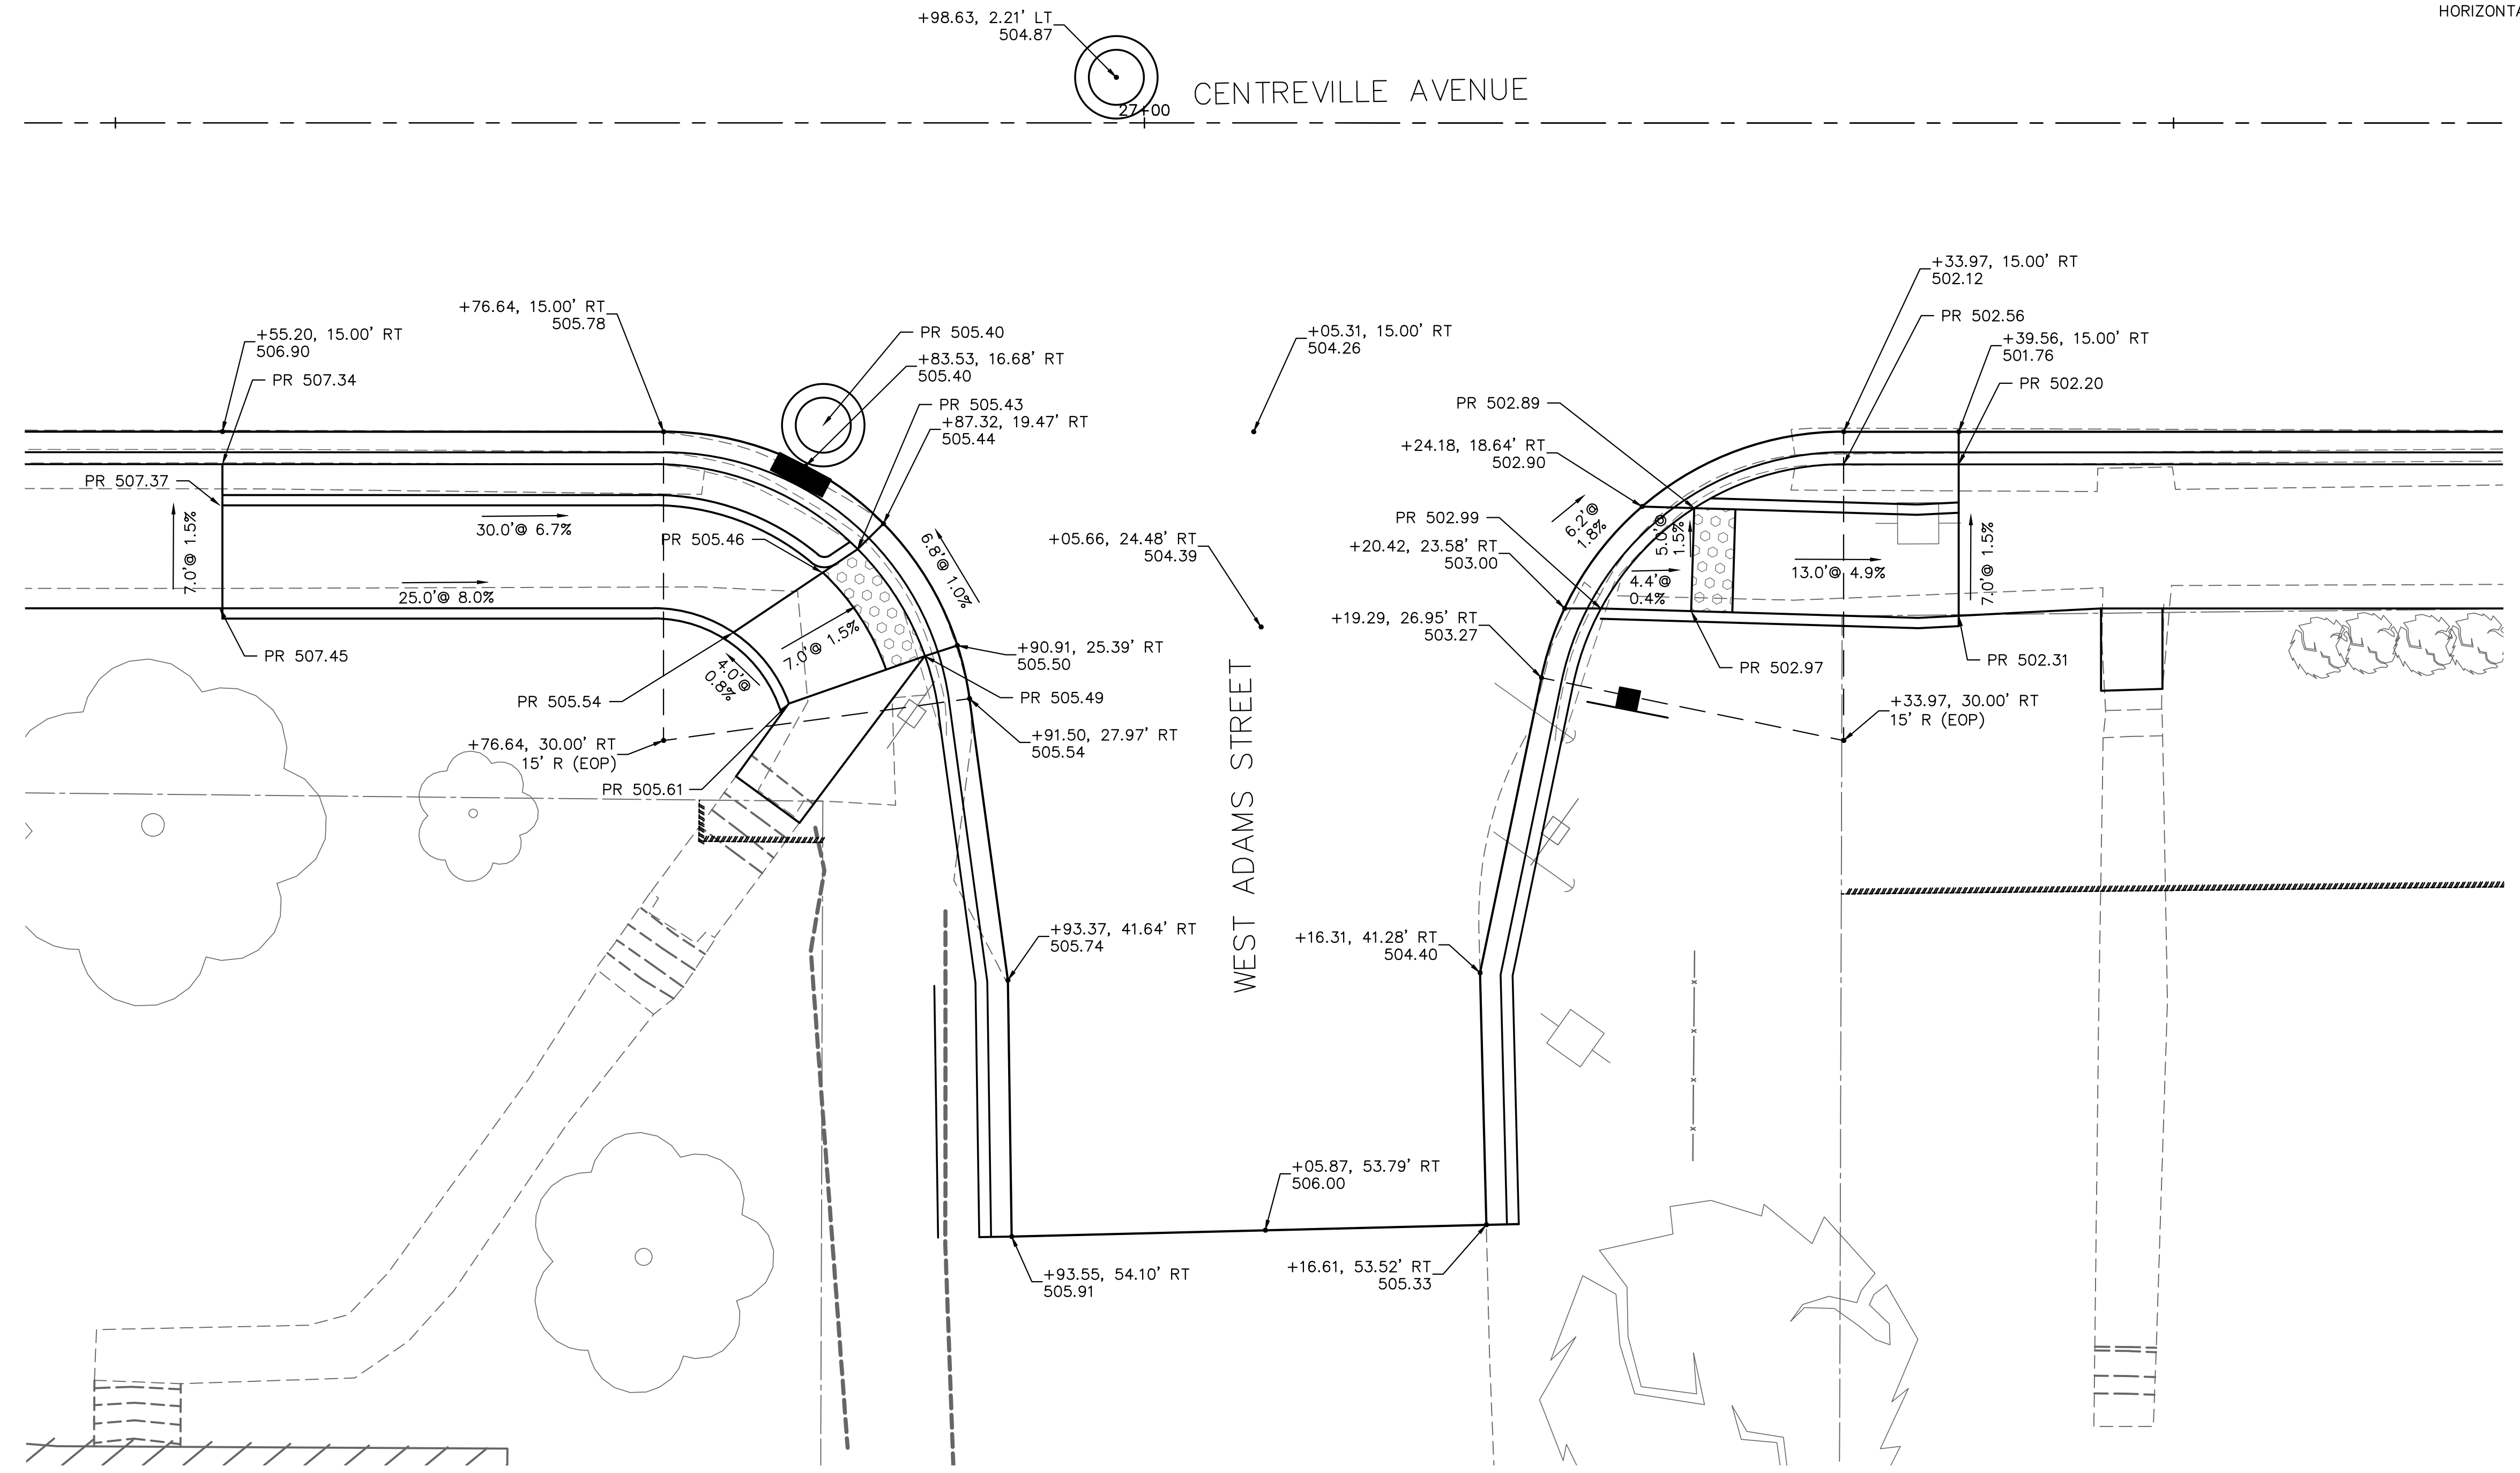 HORIZONTA
+98.63, 2.21' LT
504.87
27+00
CENTREVILLE AVENUE
+55.20, 15.00' RT
506.90
PR 507.34
PR 507.37
7.0'@ 1.5%
PR 507.45
+76.64, 15.00' RT
505.78
30.0'@ 6.7%
25.0'@ 8.0%
PR 505.40
+83.53, 16.68' RT
505.40
PR 505.43
+87.32, 19.47' RT
505.44
PR 505.46
6.8'@ 1.0%
7.0'@ 1.5%
4.0'@
0.8%
PR 505.54
+76.64, 30.00' RT
15' R (EOP)
PR 505.61
+90.91, 25.39' RT
505.50
PR 505.49
+91.50, 27.97' RT
505.54
+93.37, 41.64' RT
505.74
+93.55, 54.10' RT
505.91
+05.31, 15.00' RT
504.26
+05.66, 24.48' RT
504.39
WEST ADAMS STREET
+05.87, 53.79' RT
506.00
+16.61, 53.52' RT
505.33
+16.31, 41.28' RT
504.40
+19.29, 26.95' RT
503.27
+20.42, 23.58' RT
503.00
PR 502.99
+24.18, 18.64' RT
502.90
PR 502.89
6.2'@
1.8%
5.0'@
1.5%
4.4'@
0.4%
13.0'@ 4.9%
7.0'@ 1.5%
+33.97, 15.00' RT
502.12
PR 502.56
+39.56, 15.00' RT
501.76
PR 502.20
PR 502.97
PR 502.31
+33.97, 30.00' RT
15' R (EOP)